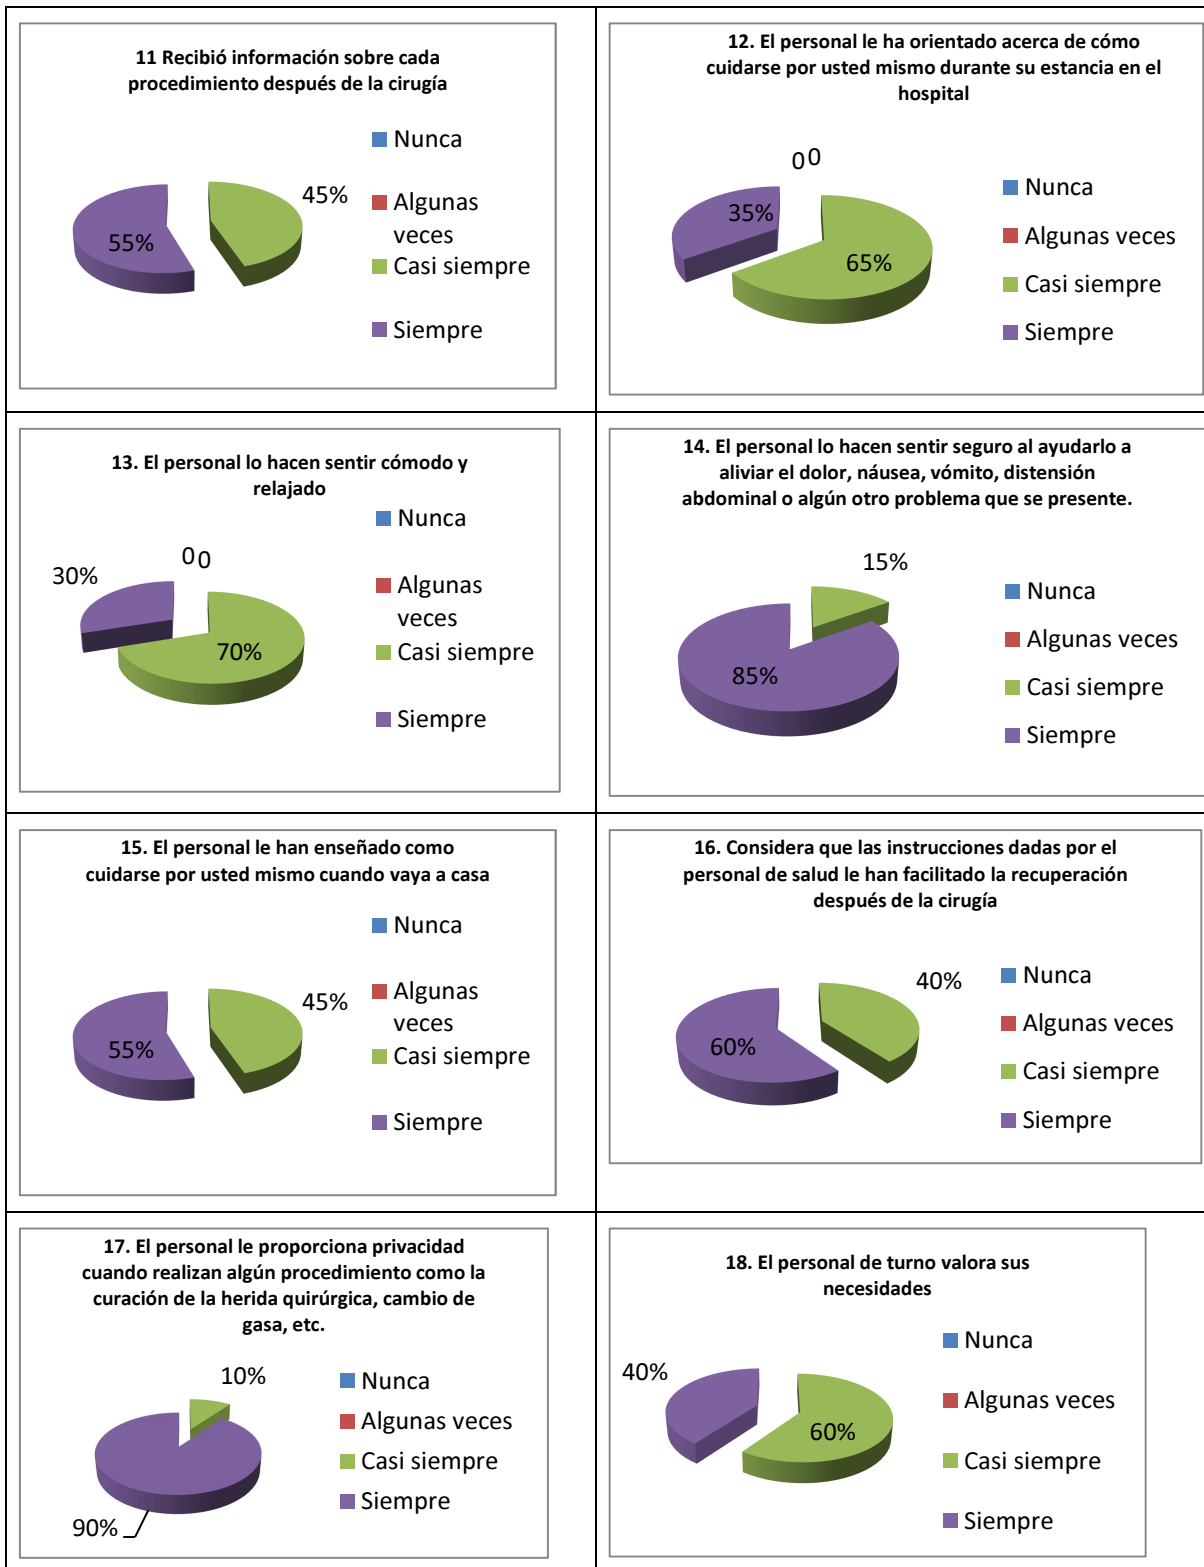 11 Recibió información sobre cada
procedimiento después de la cirugía
Nunca
45%
Algunas
veces
55%
Casi siempre
Siempre
12. El personal le ha orientado acerca de cómo
cuidarse por usted mismo durante su estancia en el
hospital
0 0
Nunca
35%
Algunas veces
65%
Casi siempre
Siempre
13. El personal lo hacen sentir cómodo y
relajado
Nunca
0 0
30%
Algunas
veces
70%
Casi siempre
Siempre
14. El personal lo hacen sentir seguro al ayudarlo a
aliviar el dolor, náusea, vómito, distensión
abdominal o algún otro problema que se presente.
15%
Nunca
Algunas veces
85%
Casi siempre
Siempre
15. El personal le han enseñado como
cuidarse por usted mismo cuando vaya a casa
Nunca
45%
Algunas
veces
55%
Casi siempre
Siempre
16. Considera que las instrucciones dadas por el
personal de salud le han facilitado la recuperación
después de la cirugía
40%
Nunca
Algunas veces
60%
Casi siempre
Siempre
17. El personal le proporciona privacidad
cuando realizan algún procedimiento como la
curación de la herida quirúrgica, cambio de
gasa, etc.
10%
Nunca
Algunas veces
Casi siempre
Siempre
90%
18. El personal de turno valora sus
necesidades
Nunca
40%
Algunas veces
60%
Casi siempre
Siempre